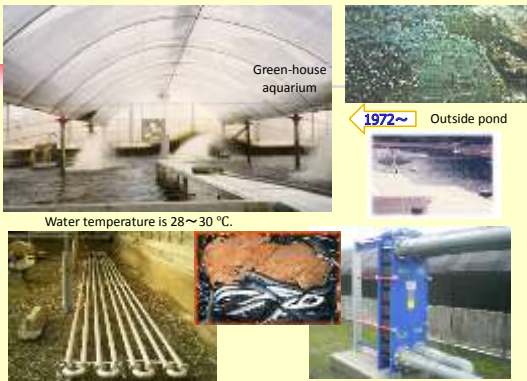 Green-house
aquarium
1972～
Outside pond
Water temperature is 28～30 ℃.